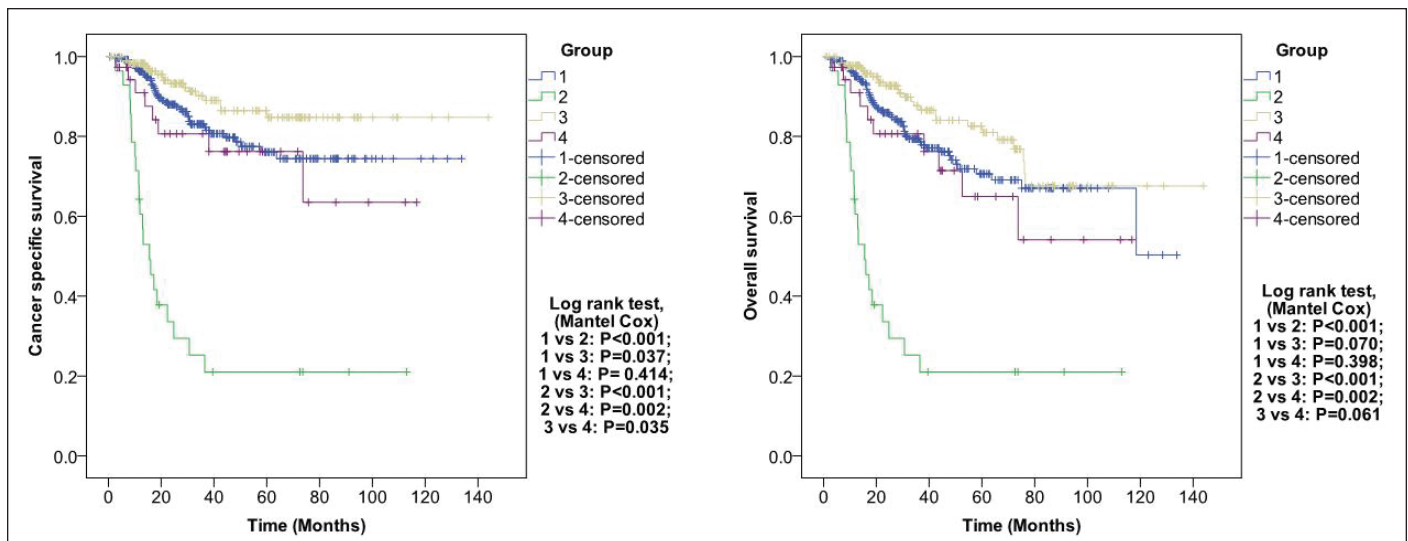 Cancer specific survival
1.0
0.8
0.6
0.4
0.2
0.0
0 20 40 60 80 100 120 140
Time (Months)
Group
1
2
3
4
1-censored
2-censored
3-censored
4-censored
Log rank test,
(Mantel Cox)
1 vs 2: P<0.001;
1 vs 3: P=0.037;
1 vs 4: P= 0.414;
2 vs 3: P<0.001;
2 vs 4: P=0.002;
3 vs 4: P=0.035
Overall survival
1.0
0.8
0.6
0.4
0.2
0.0
0 20 40 60 80 100 120 140
Time (Months)
Group
1
2
3
4
1-censored
2-censored
3-censored
4-censored
Log rank test,
(Mantel Cox)
1 vs 2: P<0.001;
1 vs 3: P=0.070;
1 vs 4: P=0.398;
2 vs 3: P<0.001;
2 vs 4: P=0.002;
3 vs 4: P=0.061